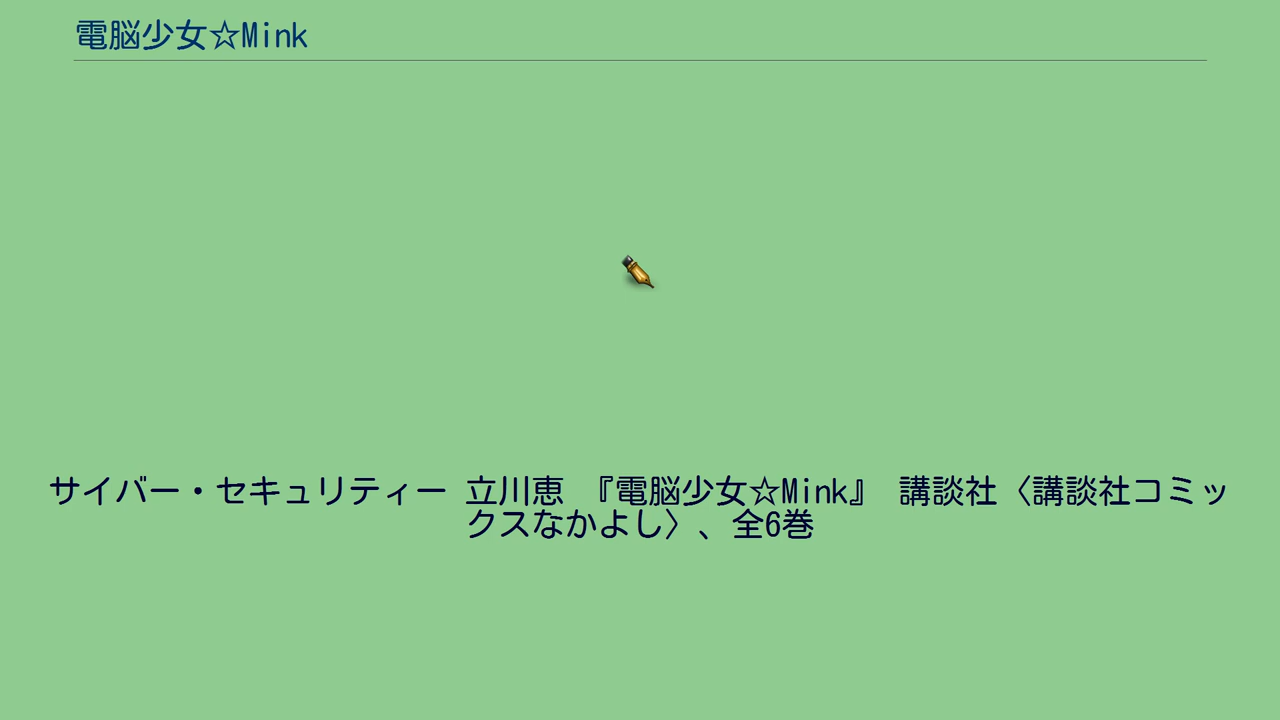 電脳少女☆Mink
サイバー・セキュリティー 立川恵 『電脳少女☆Mink』 講談社〈講談社コミッ
クスなかよし〉、全6巻